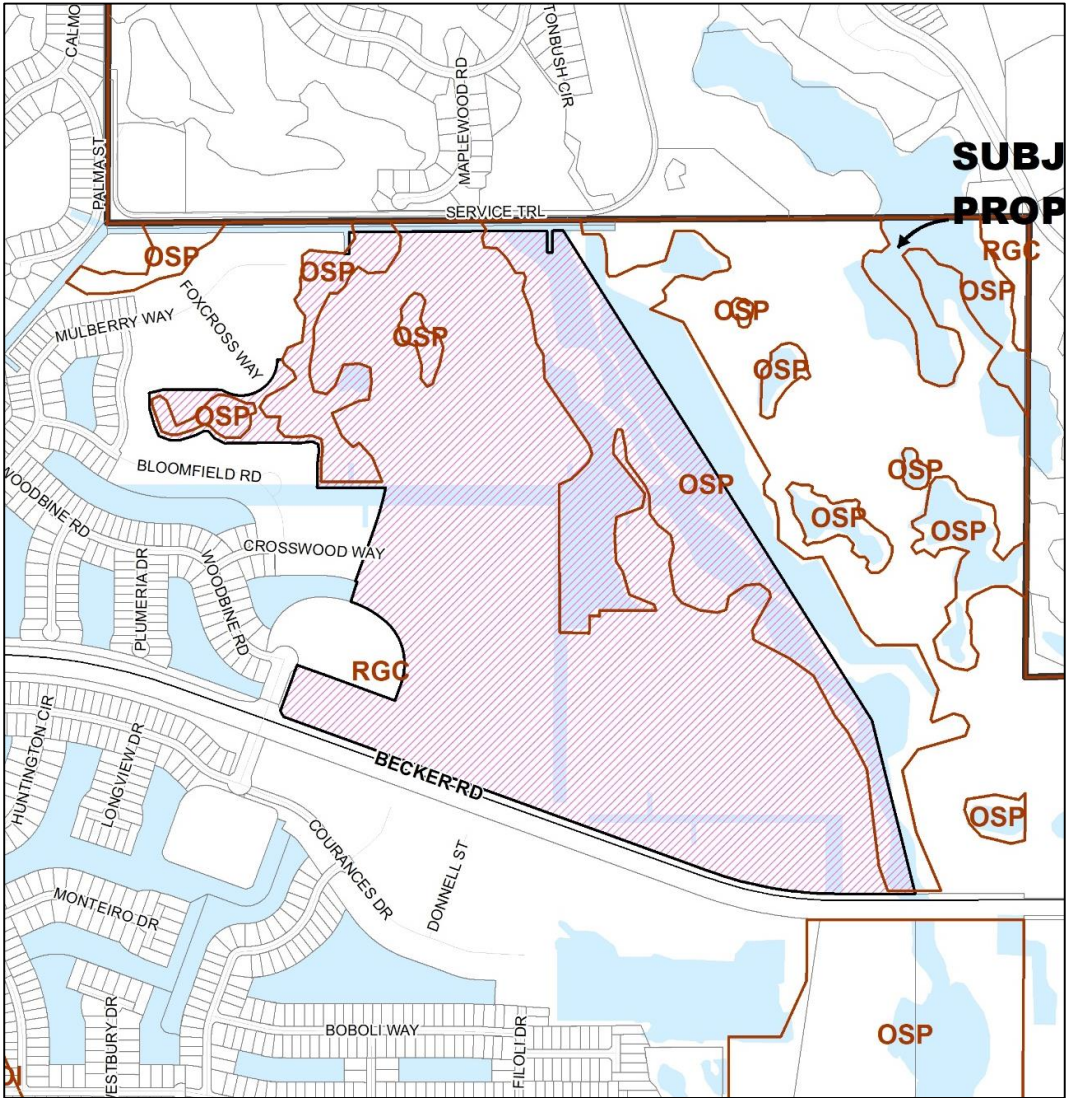 CALMO
TONBUSH CIR
MAPLEWOOD RD
PALMA ST
SUBJ
PROP
SERVICE TRL
OSP
OSP
RGC
OSP
FOXCROSS WAY
MULBERRY WAY
OSP
OSP
OSP
OSP
BLOOMFIELD RD
OSP
OSP
WOODBINE RD
OSP
OSP
CROSSWOOD WAY
PLUMERIA DR
WOODBINE RD
RGC
HUNTINGTON CIR
LONGVIEW DR
BECKER RD
OSP
COURANCES DR
DONNELL ST
MONTEIRO DR
OSP
BOBOLI WAY
FILOLI DR
ESTBURY DR